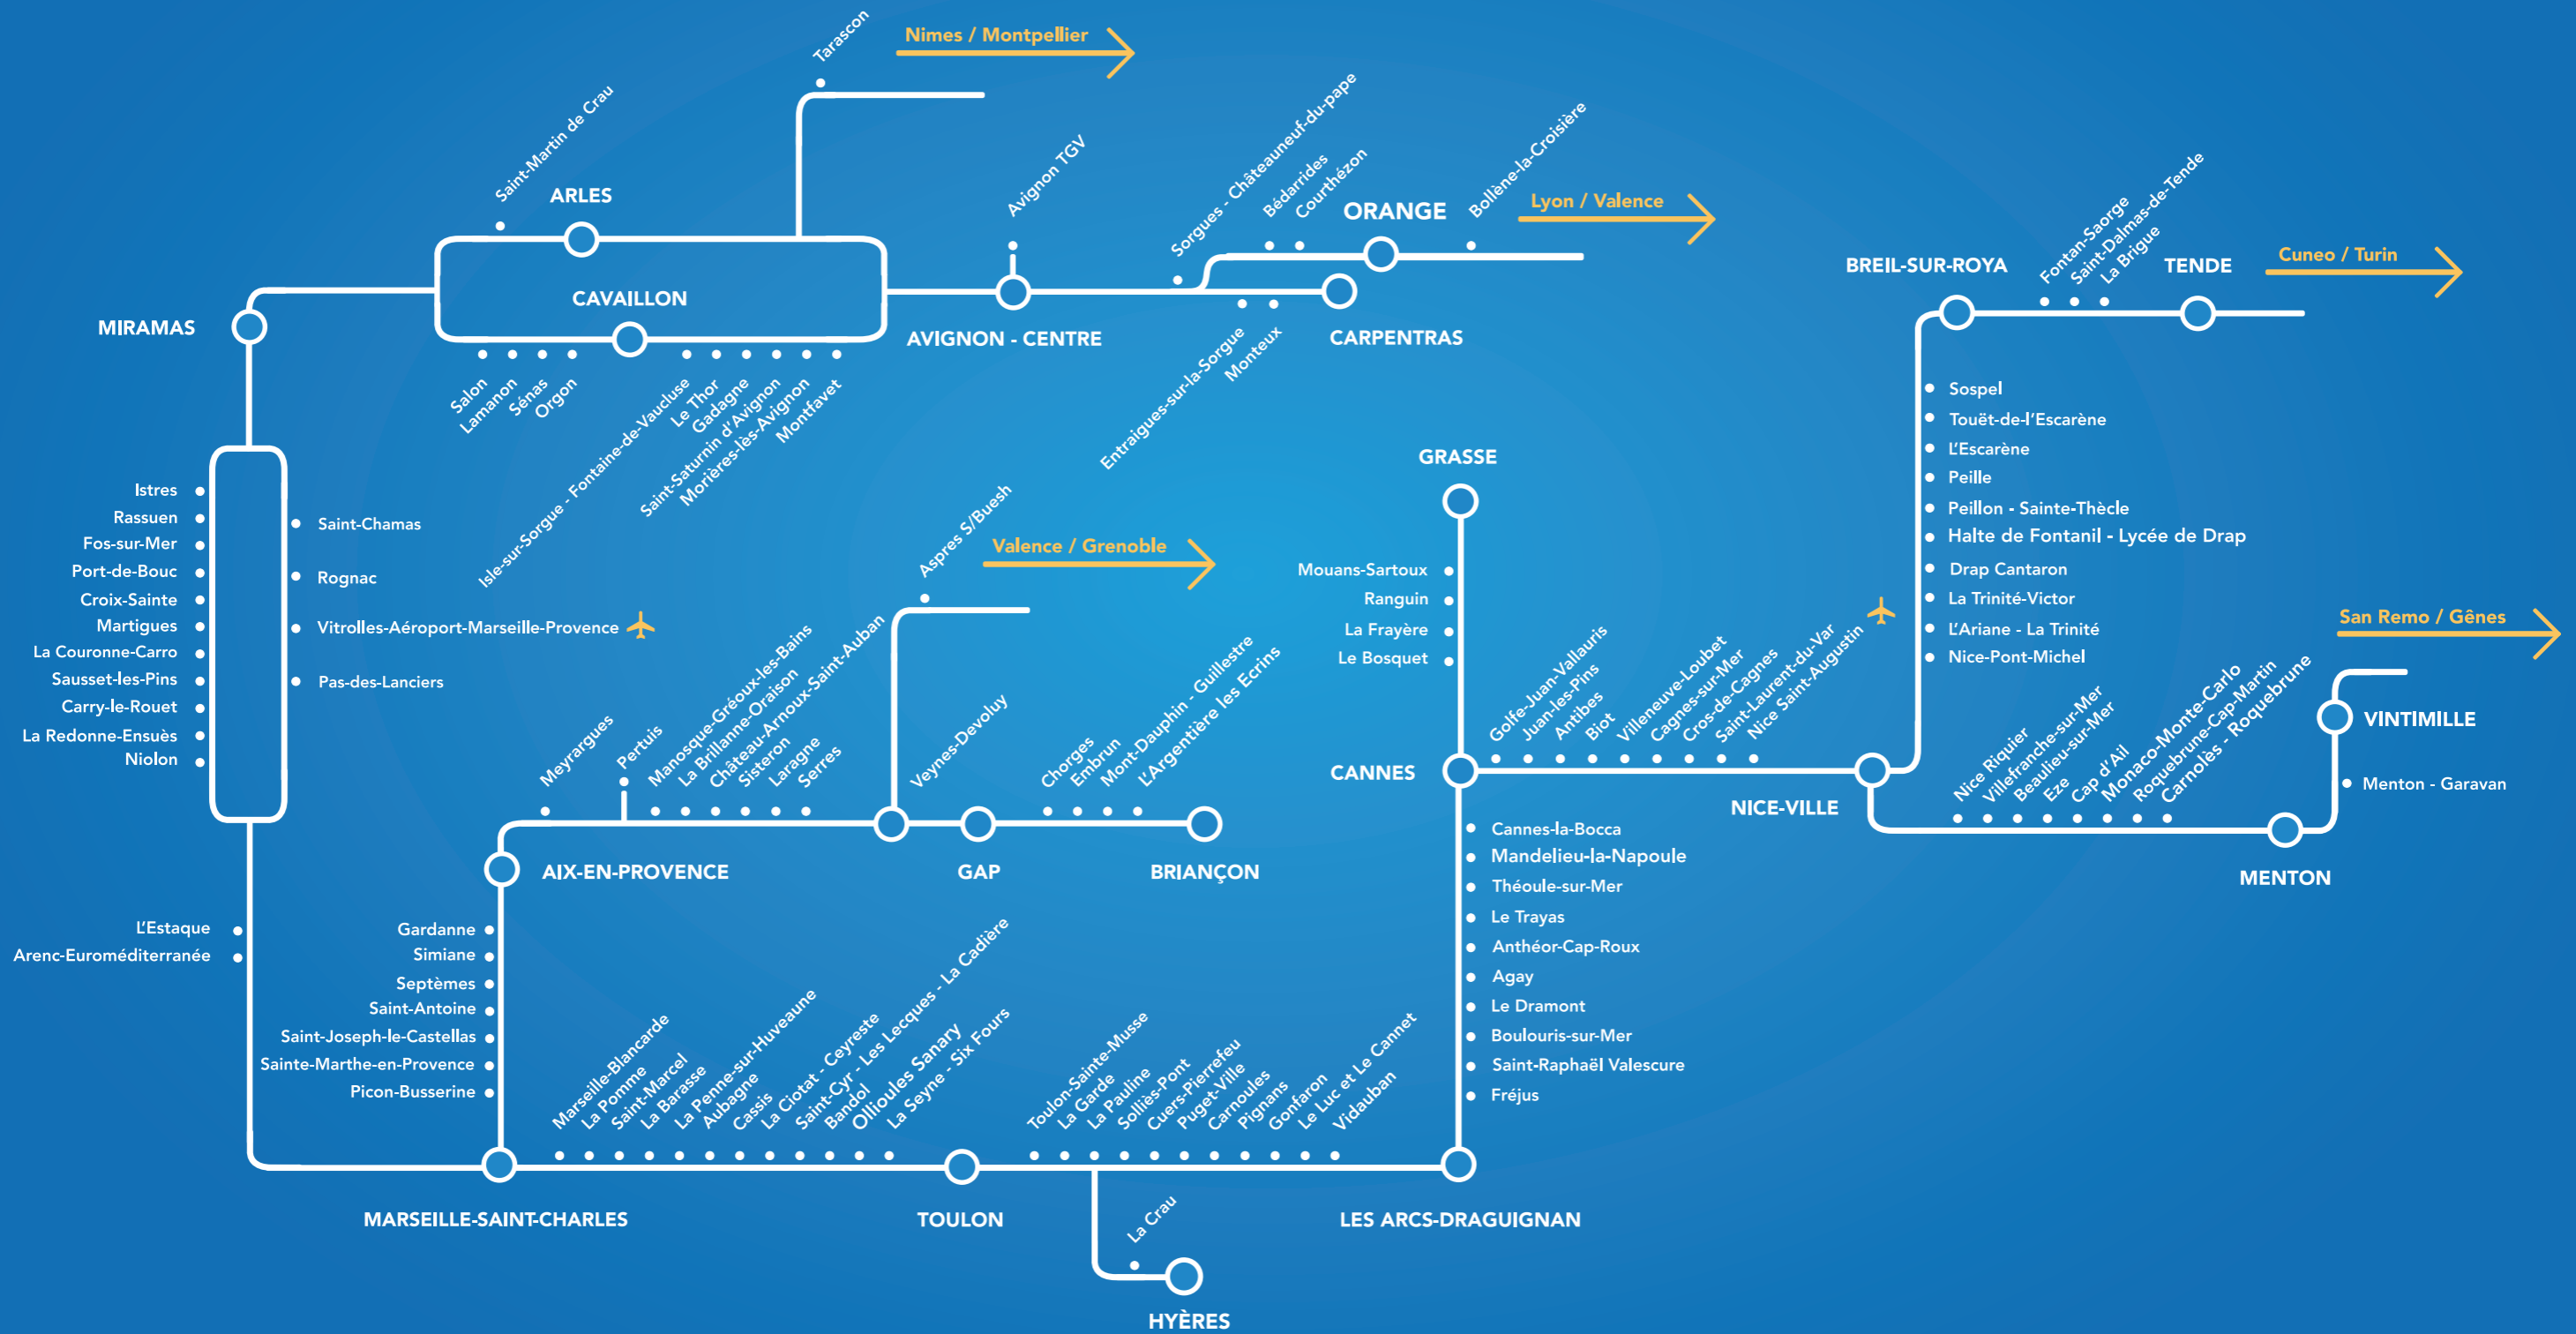 Tarascon
Nimes / Montpellier
Saint-Martin de Crau
ARLES
Avignon TGV
Sorgues - Châteauneuf-du-pape
Bédarrides
Courthézon
ORANGE
Bollène-la-Croisière
Lyon / Valence
MIRAMAS
CAVAILLON
AVIGNON - CENTRE
CARPENTRAS
Salon
Lamanon
Sénas
Orgon
Isle-sur-Sorgue - Fontaine-de-Vaucluse
Le Thor
Gadagne
Saint-Saturnin d'Avignon
Morières-lès-Avignon
Montfavet
Entraigues-sur-la-Sorgue
Monteux
BREIL-SUR-ROYA
Fontan-Saorge
Saint-Dalmas-de-Tende
La Brigue
TENDE
Cuneo / Turin
Sospel
Touët-de-l'Escarène
L'Escarène
Peille
Peillon - Sainte-Thècle
Halte de Fontanil - Lycée de Drap
Drap Cantaron
La Trinité-Victor
L'Ariane - La Trinité
Nice-Pont-Michel
Istres
Rassuen
Fos-sur-Mer
Port-de-Bouc
Croix-Sainte
Martigues
La Couronne-Carro
Sausset-les-Pins
Carry-le-Rouet
La Redonne-Ensuès
Niolon
Saint-Chamas
Rognac
Vitrolles-Aéroport-Marseille-Provence
Pas-des-Lanciers
Aspres S/Buesh
Valence / Grenoble
GRASSE
Mouans-Sartoux
Ranguin
La Frayère
Le Bosquet
CANNES
Golfe-Juan-Vallauris
Juan-les-Pins
Antibes
Biot
Villeneuve-Loubet
Cagnes-sur-Mer
Cros-de-Cagnes
Saint-Laurent-du-Var
Nice Saint-Augustin
NICE-VILLE
San Remo / Gênes
Nice Riquier
Villefranche-sur-Mer
Beaulieu-sur-Mer
Eze
Cap d'Ail
Monaco-Monte-Carlo
Roquebrune-Cap-Martin
Carnolès - Roquebrune
VINTIMILLE
Menton - Garavan
MENTON
Meyrargues
Pertuis
Manosque-Gréoux-les-Bains
La Brillanne-Oraison
Château-Arnoux-Saint-Auban
Sisteron
Laragne
Serres
Veynes-Devoluy
Chorges
Embrun
Mont-Dauphin - Guillestre
L'Argentière les Ecrins
AIX-EN-PROVENCE
GAP
BRIANÇON
L'Estaque
Arenc-Euroméditerranée
Gardanne
Simiane
Septèmes
Saint-Antoine
Saint-Joseph-le-Castellas
Sainte-Marthe-en-Provence
Picon-Busserine
Cannes-la-Bocca
Mandelieu-la-Napoule
Théoule-sur-Mer
Le Trayas
Anthéor-Cap-Roux
Agay
Le Dramont
Boulouris-sur-Mer
Saint-Raphaël Valescure
Fréjus
Marseille-Blancarde
La Pomme
Saint-Marcel
La Barasse
La Penne-sur-Huveaune
Aubagne
Cassis
La Ciotat - Ceyreste
Saint-Cyr - Les Lecques - La Cadière
Bandol
Ollioules Sanary
La Seyne - Six Fours
Toulon-Sainte-Musse
La Garde
La Pauline
Solliès-Pont
Cuers-Pierrefeu
Puget-Ville
Carnoules
Pignans
Gonfaron
Le Luc et Le Cannet
Vidauban
MARSEILLE-SAINT-CHARLES
TOULON
LES ARCS-DRAGUIGNAN
La Crau
HYÈRES